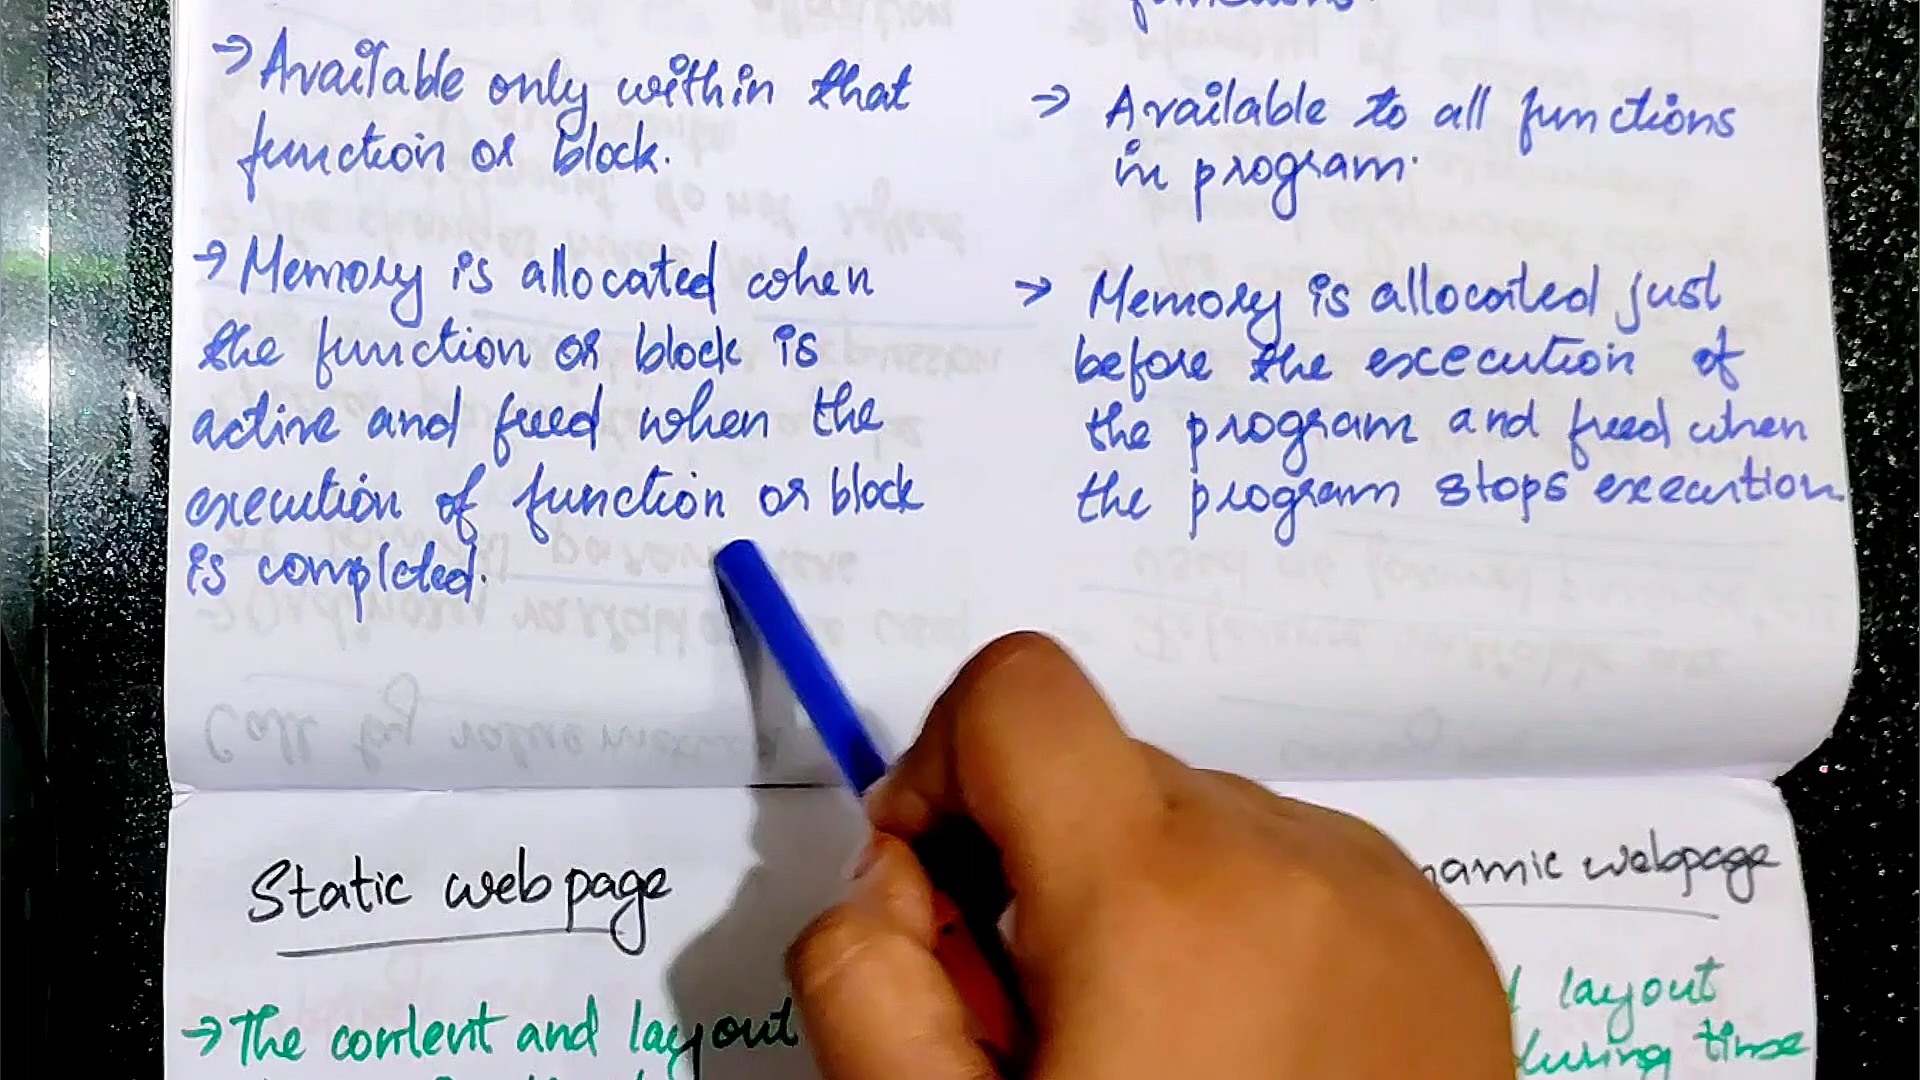 functions.
→ Available only within that
function or block.
→ Available to all functions
in program.
→ Memory is allocated when
the function or block is
active and freed when the
execution of function or block
is completed.
→ Memory is allocated just
before the execution of
the program and freed when
the program stops execution
Static webpage
webpage
→ The content and layout
layout
during time